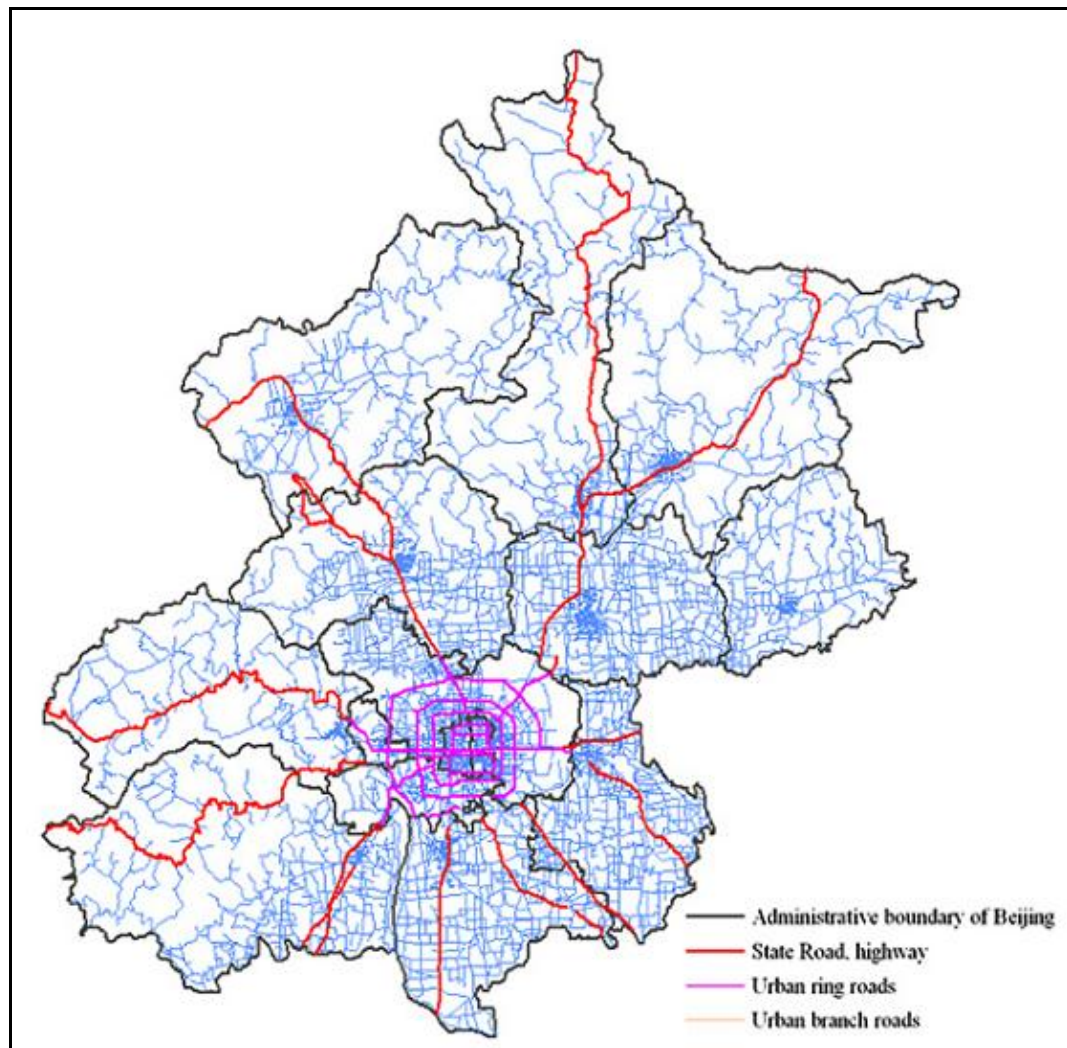 Administrative boundary of Beijing
State Road, highway
Urban ring roads
Urban branch roads